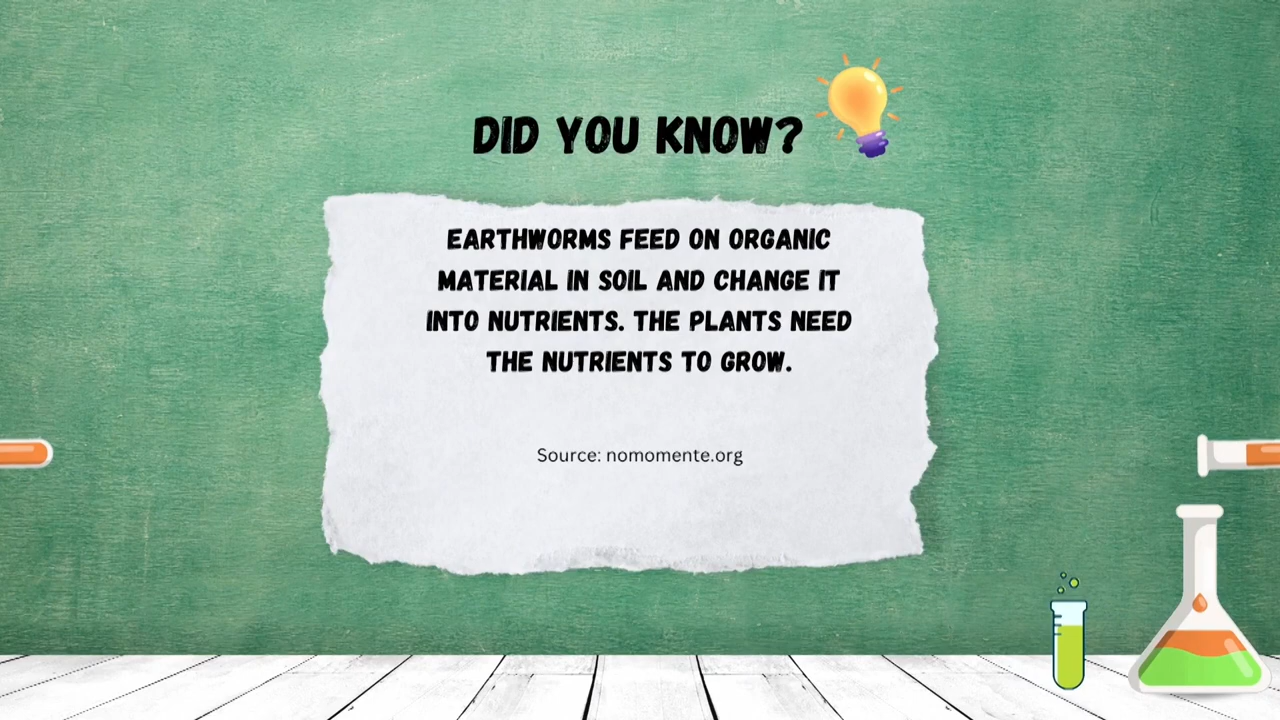 DID YOU KNOW?
EARTHWORMS FEED ON ORGANIC
MATERIAL IN SOIL AND CHANGE IT
INTO NUTRIENTS. THE PLANTS NEED
THE NUTRIENTS TO GROW.
Source: nomomente.org